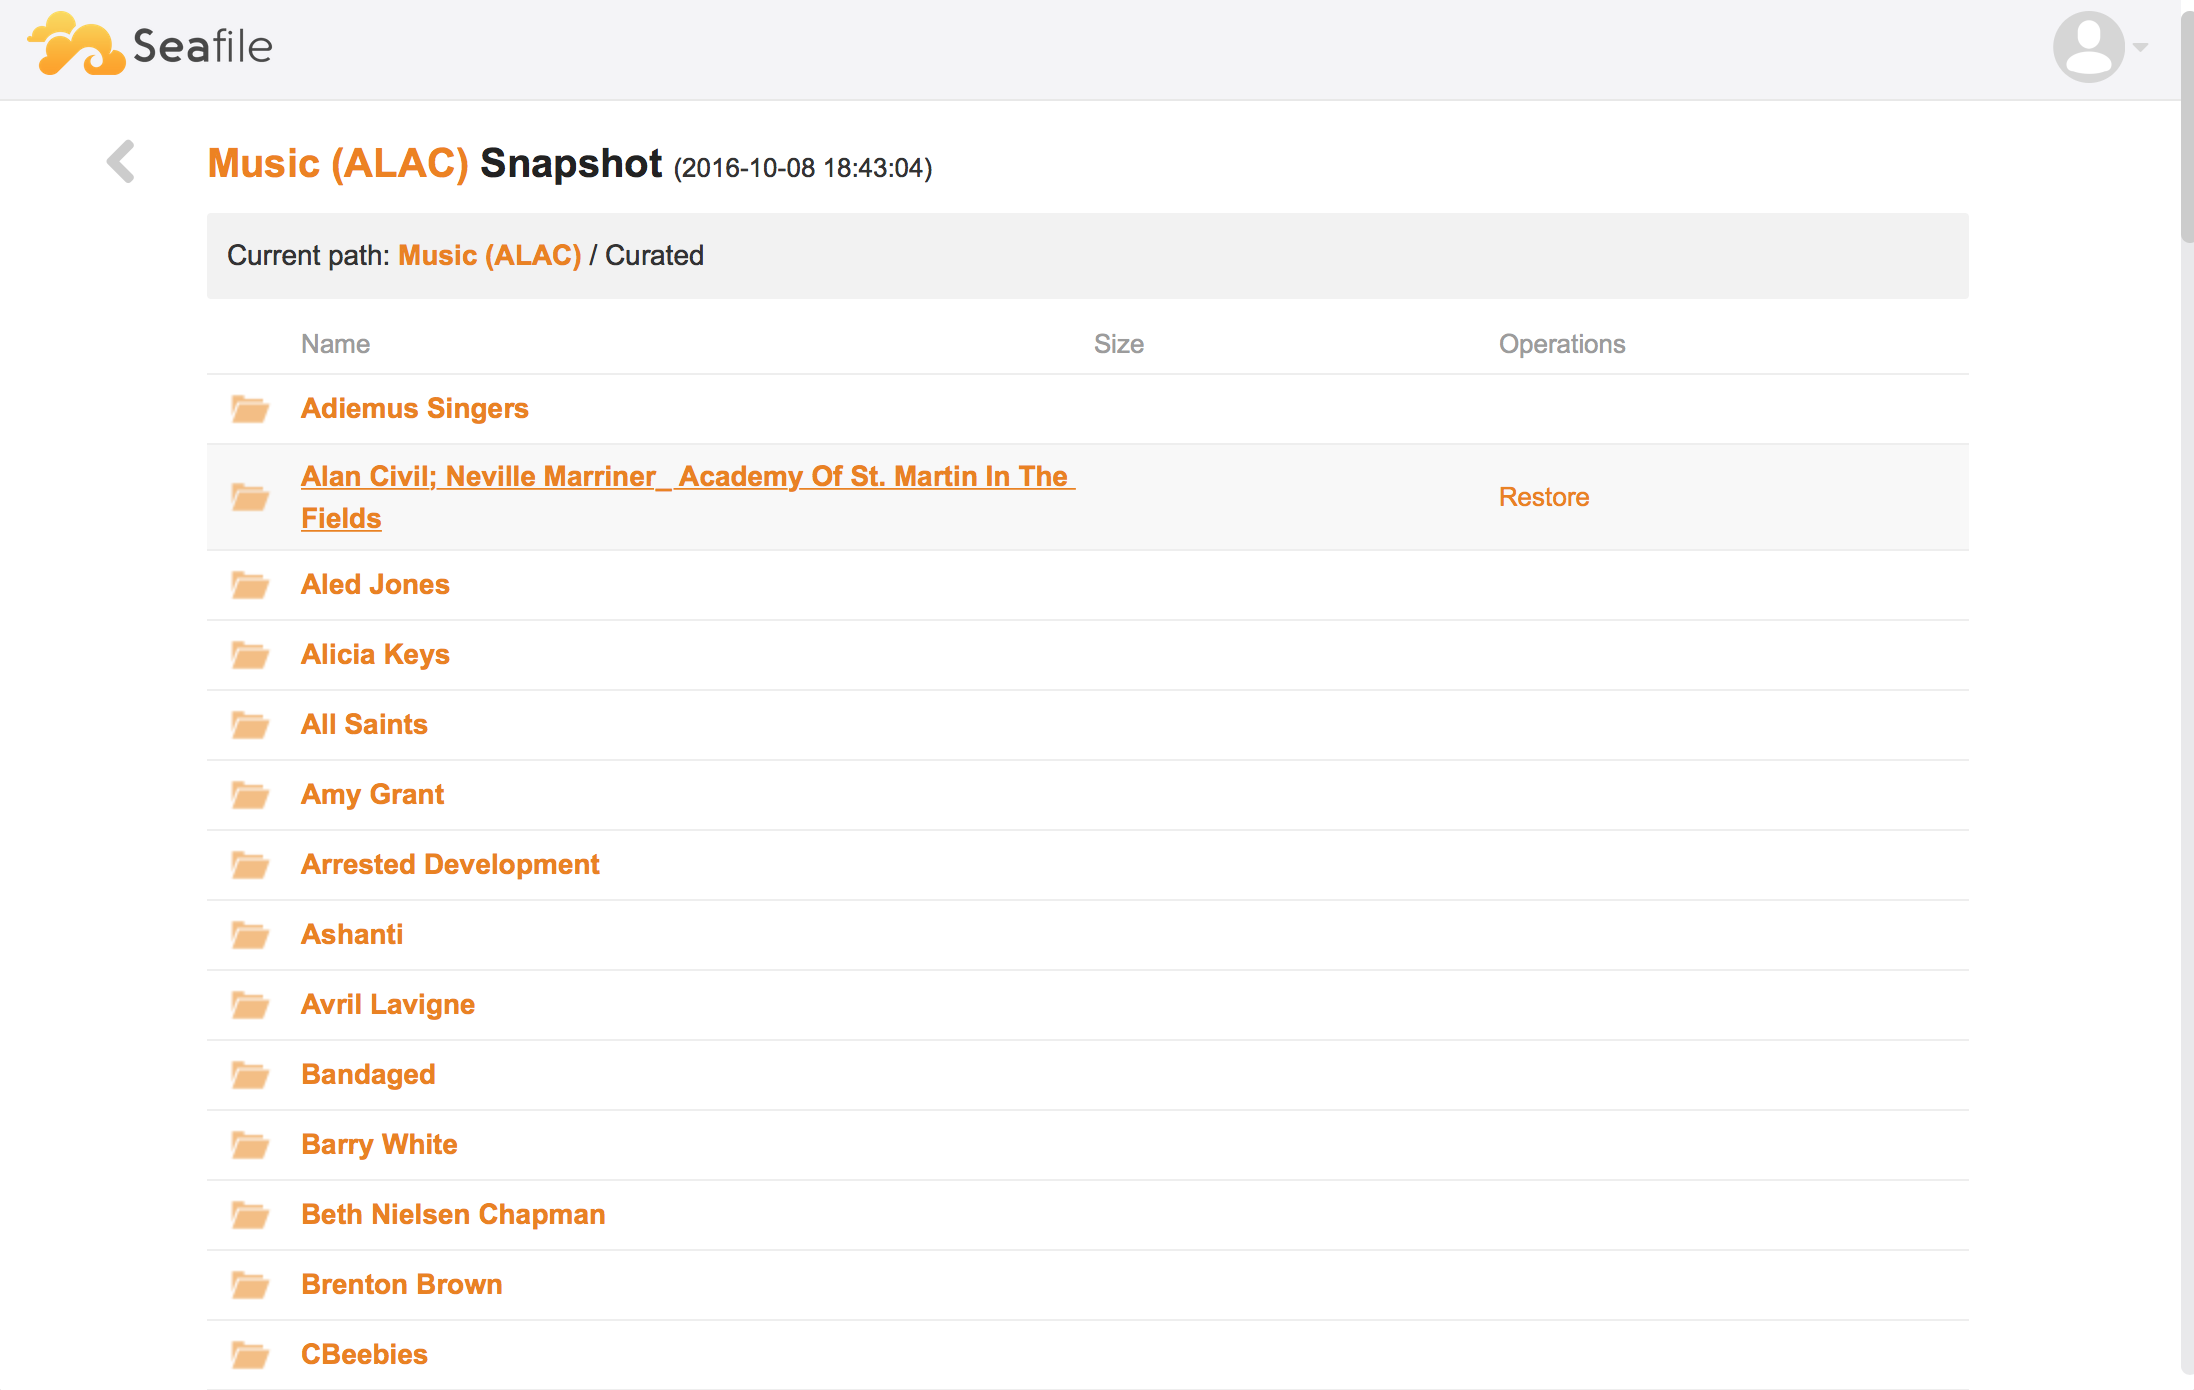 Seafile
Music (ALAC) Snapshot (2016-10-08 18:43:04)
Current path: Music (ALAC) / Curated
Name Size Operations
Adiemus Singers
Alan Civil; Neville Marriner_ Academy Of St. Martin In The
Fields
Restore
Aled Jones
Alicia Keys
All Saints
Amy Grant
Arrested Development
Ashanti
Avril Lavigne
Bandaged
Barry White
Beth Nielsen Chapman
Brenton Brown
CBeebies